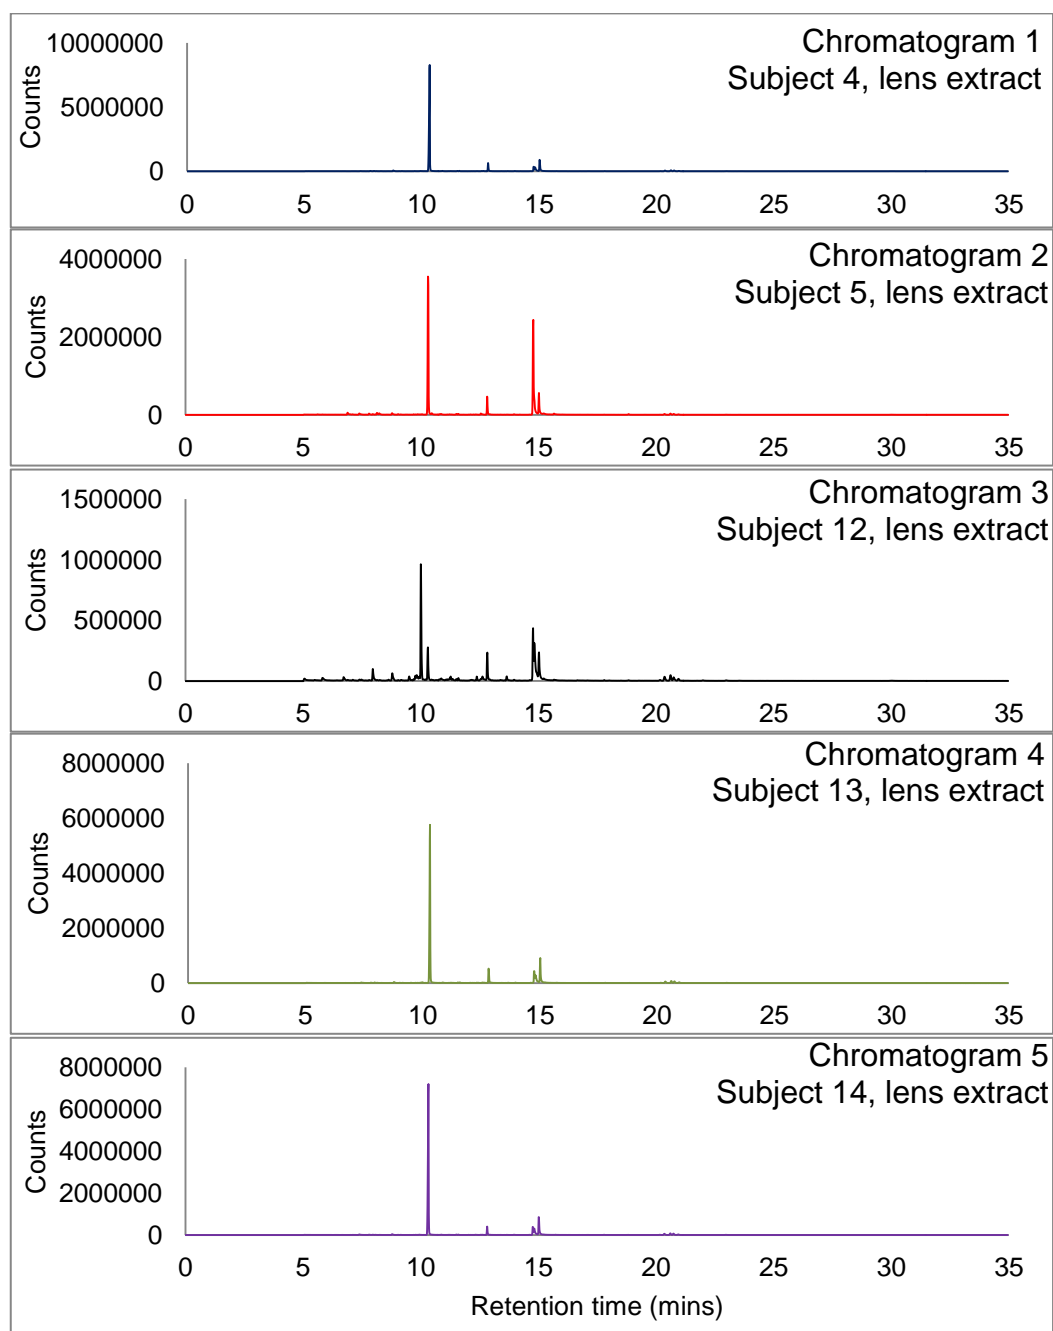 Chromatogram 1
Subject 4, lens extract
Counts
10000000
5000000
0
0 5 10 15 20 25 30 35
Chromatogram 2
Subject 5, lens extract
Counts
4000000
2000000
0
0 5 10 15 20 25 30 35
Chromatogram 3
Subject 12, lens extract
Counts
1500000
1000000
500000
0
0 5 10 15 20 25 30 35
Chromatogram 4
Subject 13, lens extract
Counts
8000000
6000000
4000000
2000000
0
0 5 10 15 20 25 30 35
Chromatogram 5
Subject 14, lens extract
Counts
8000000
6000000
4000000
2000000
0
0 5 10 15 20 25 30 35
Retention time (mins)